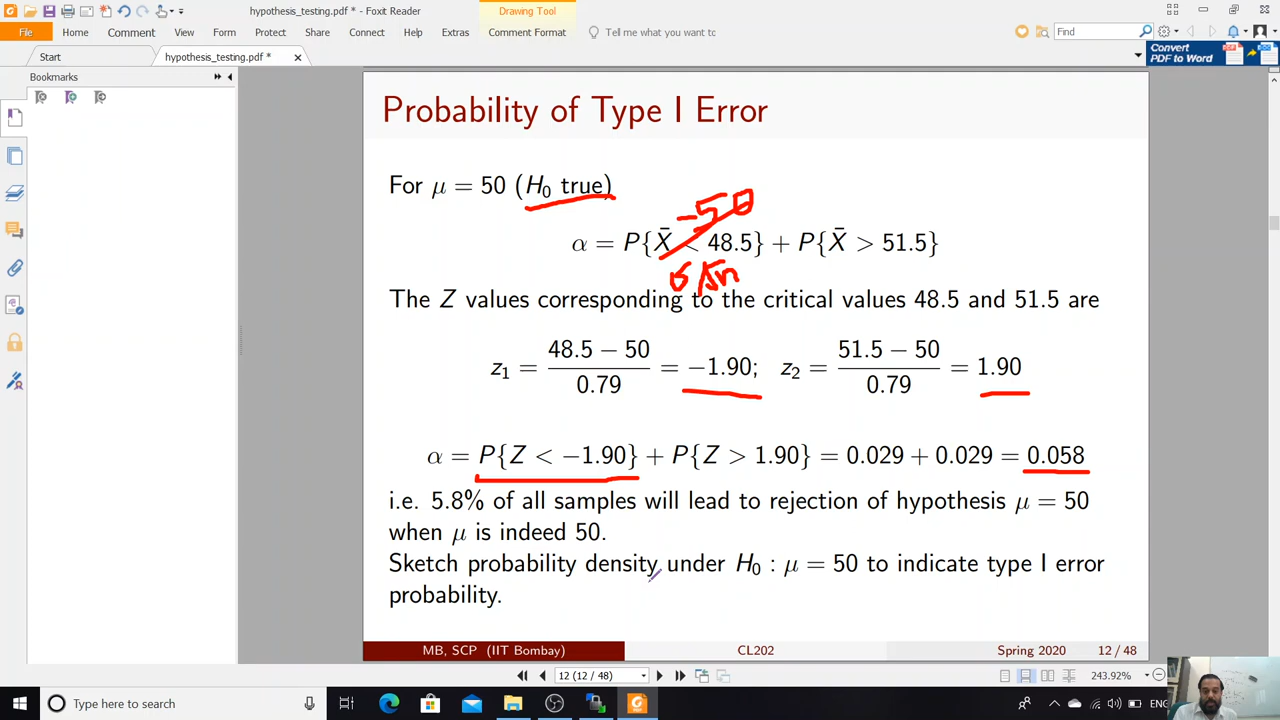 hypothesis_testing.pdf * - Foxit Reader
Drawing Tool
File
Home
Comment
View
Form
Protect
Share
Connect
Help
Extras
Comment Format
Tell me what you want to
Find
Start
hypothesis_testing.pdf *
Convert
PDF to Word
Bookmarks
Probability of Type I Error
For μ = 50 (H₀ true)
-50
α = P{X̄ < 48.5} + P{X̄ > 51.5}
σ/√n
The Z values corresponding to the critical values 48.5 and 51.5 are
z₁ = (48.5 − 50)/0.79 = −1.90; z₂ = (51.5 − 50)/0.79 = 1.90
α = P{Z < −1.90} + P{Z > 1.90} = 0.029 + 0.029 = 0.058
i.e. 5.8% of all samples will lead to rejection of hypothesis μ = 50
when μ is indeed 50.
Sketch probability density under H₀ : μ = 50 to indicate type I error
probability.
MB, SCP (IIT Bombay)
CL202
Spring 2020
12 / 48
12 (12 / 48)
243.92%
Type here to search
ENG